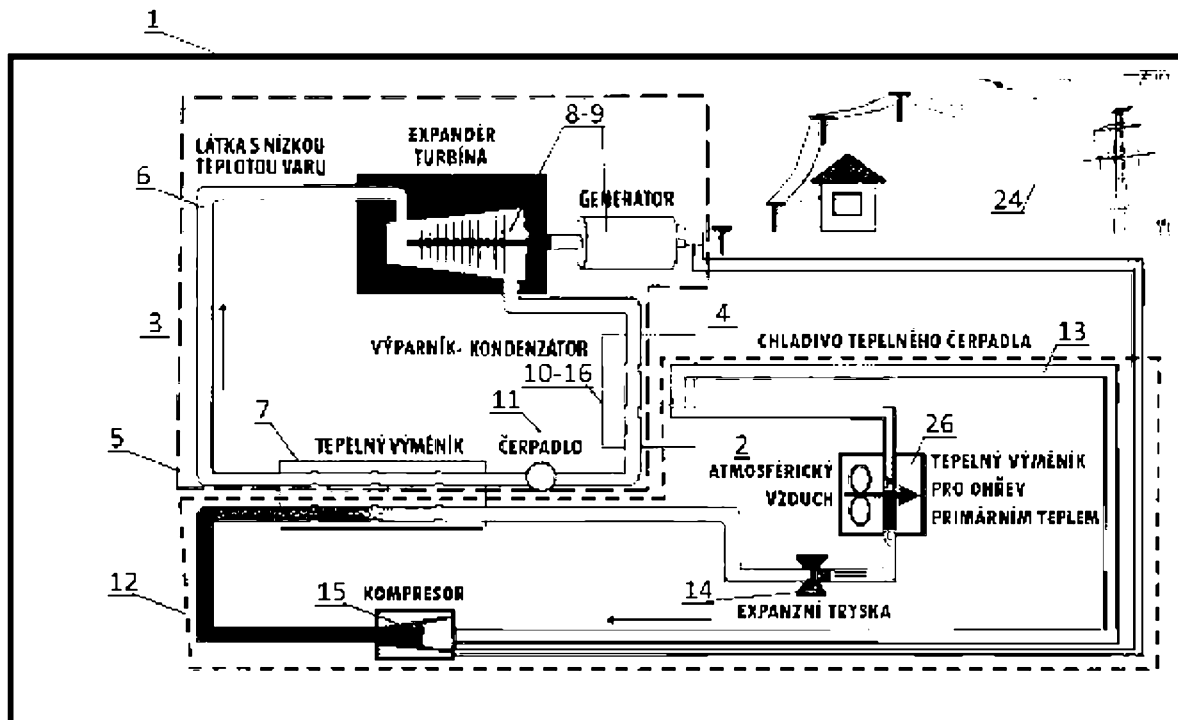 1
LÁTKA S NÍZKOU
TEPLOTOU VARU
EXPANDÉR
TURBÍNA
8-9
6
GENERÁTOR
24
3
4
VÝPARNÍK- KONDENZÁTOR
CHLADIVO TEPELNÉHO ČERPADLA
13
10-16
11
7
TEPELNÝ VÝMĚNÍK
ČERPADLO
5
2
26
ATMOSFÉRICKÝ
VZDUCH
TEPELNÝ VÝMĚNÍK
PRO OHŘEV
PRIMÁRNÍM TEPLEM
12
15
KOMPRESOR
14
EXPANZNÍ TRYSKA